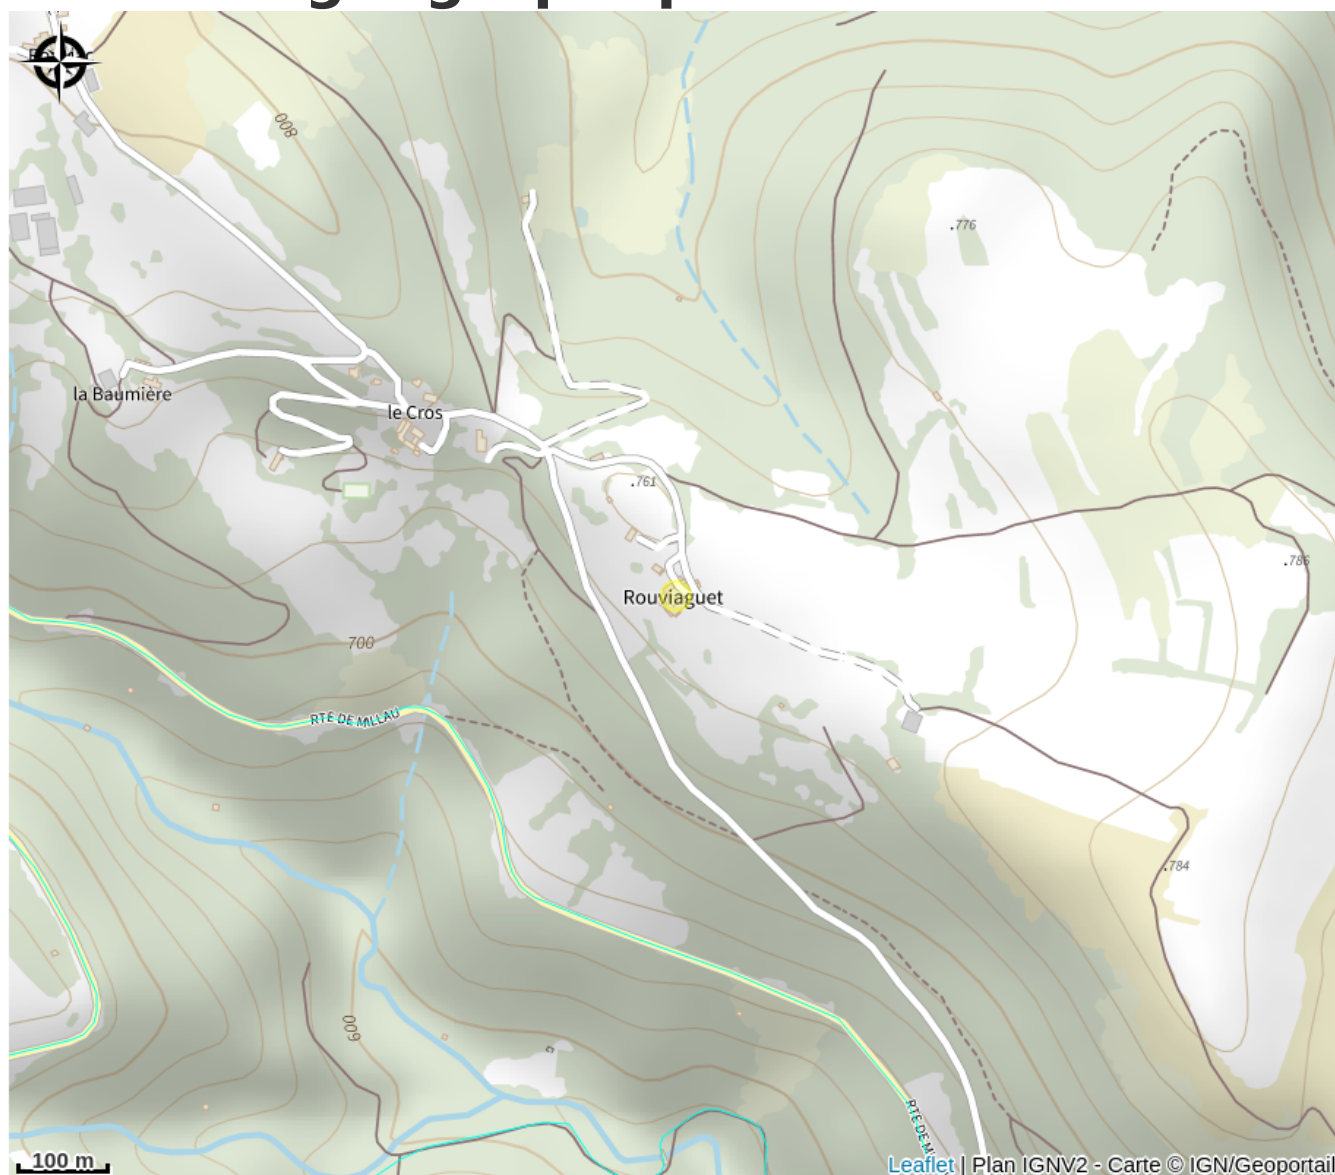 800
.776
la Baumière
le Cros
.761
.786
Rouviaguet
700
RTE DE MILLAU
.784
600
RTE DE M
100 m
Leaflet | Plan IGNV2 - Carte © IGN/Geoportail